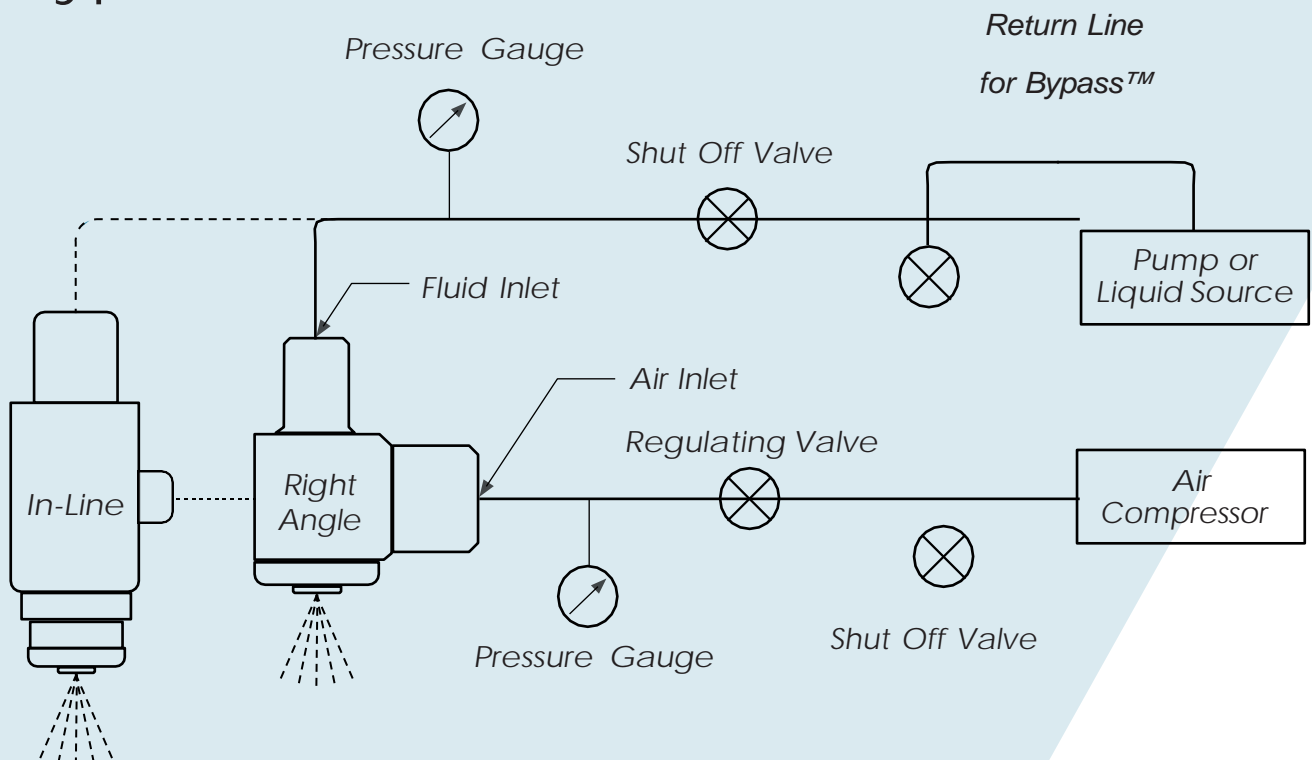 Return Line
for Bypass™
Pressure Gauge
Shut Off Valve
Pump or
Liquid Source
Fluid Inlet
Air Inlet
Regulating Valve
In-Line
Right
Angle
Air
Compressor
Pressure Gauge
Shut Off Valve